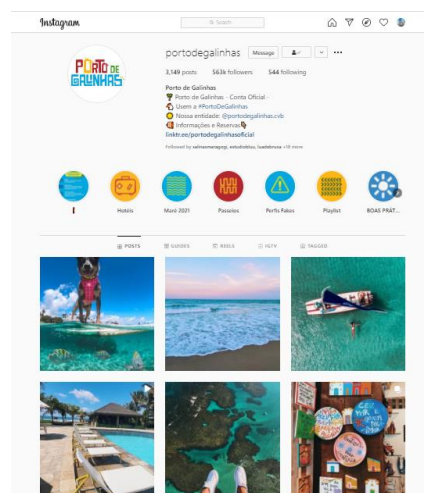 Instagram
Search
PORTO DE
GALINHAS
portodegalinhas
Message
3,149 posts 563k followers 544 following
Porto de Galinhas
Porto de Galinhas - Conta Oficial -
Usem a #PortoDeGalinhas
Nossa entidade: @portodegalinhas.cvb
Informações e Reservas
linktr.ee/portodegalinhasoficial
Hotéis
Maré 2021
Passeios
Perfis Fakes
Playlist
BOAS PRÁT...
POSTS GUIDES REELS IGTV TAGGED